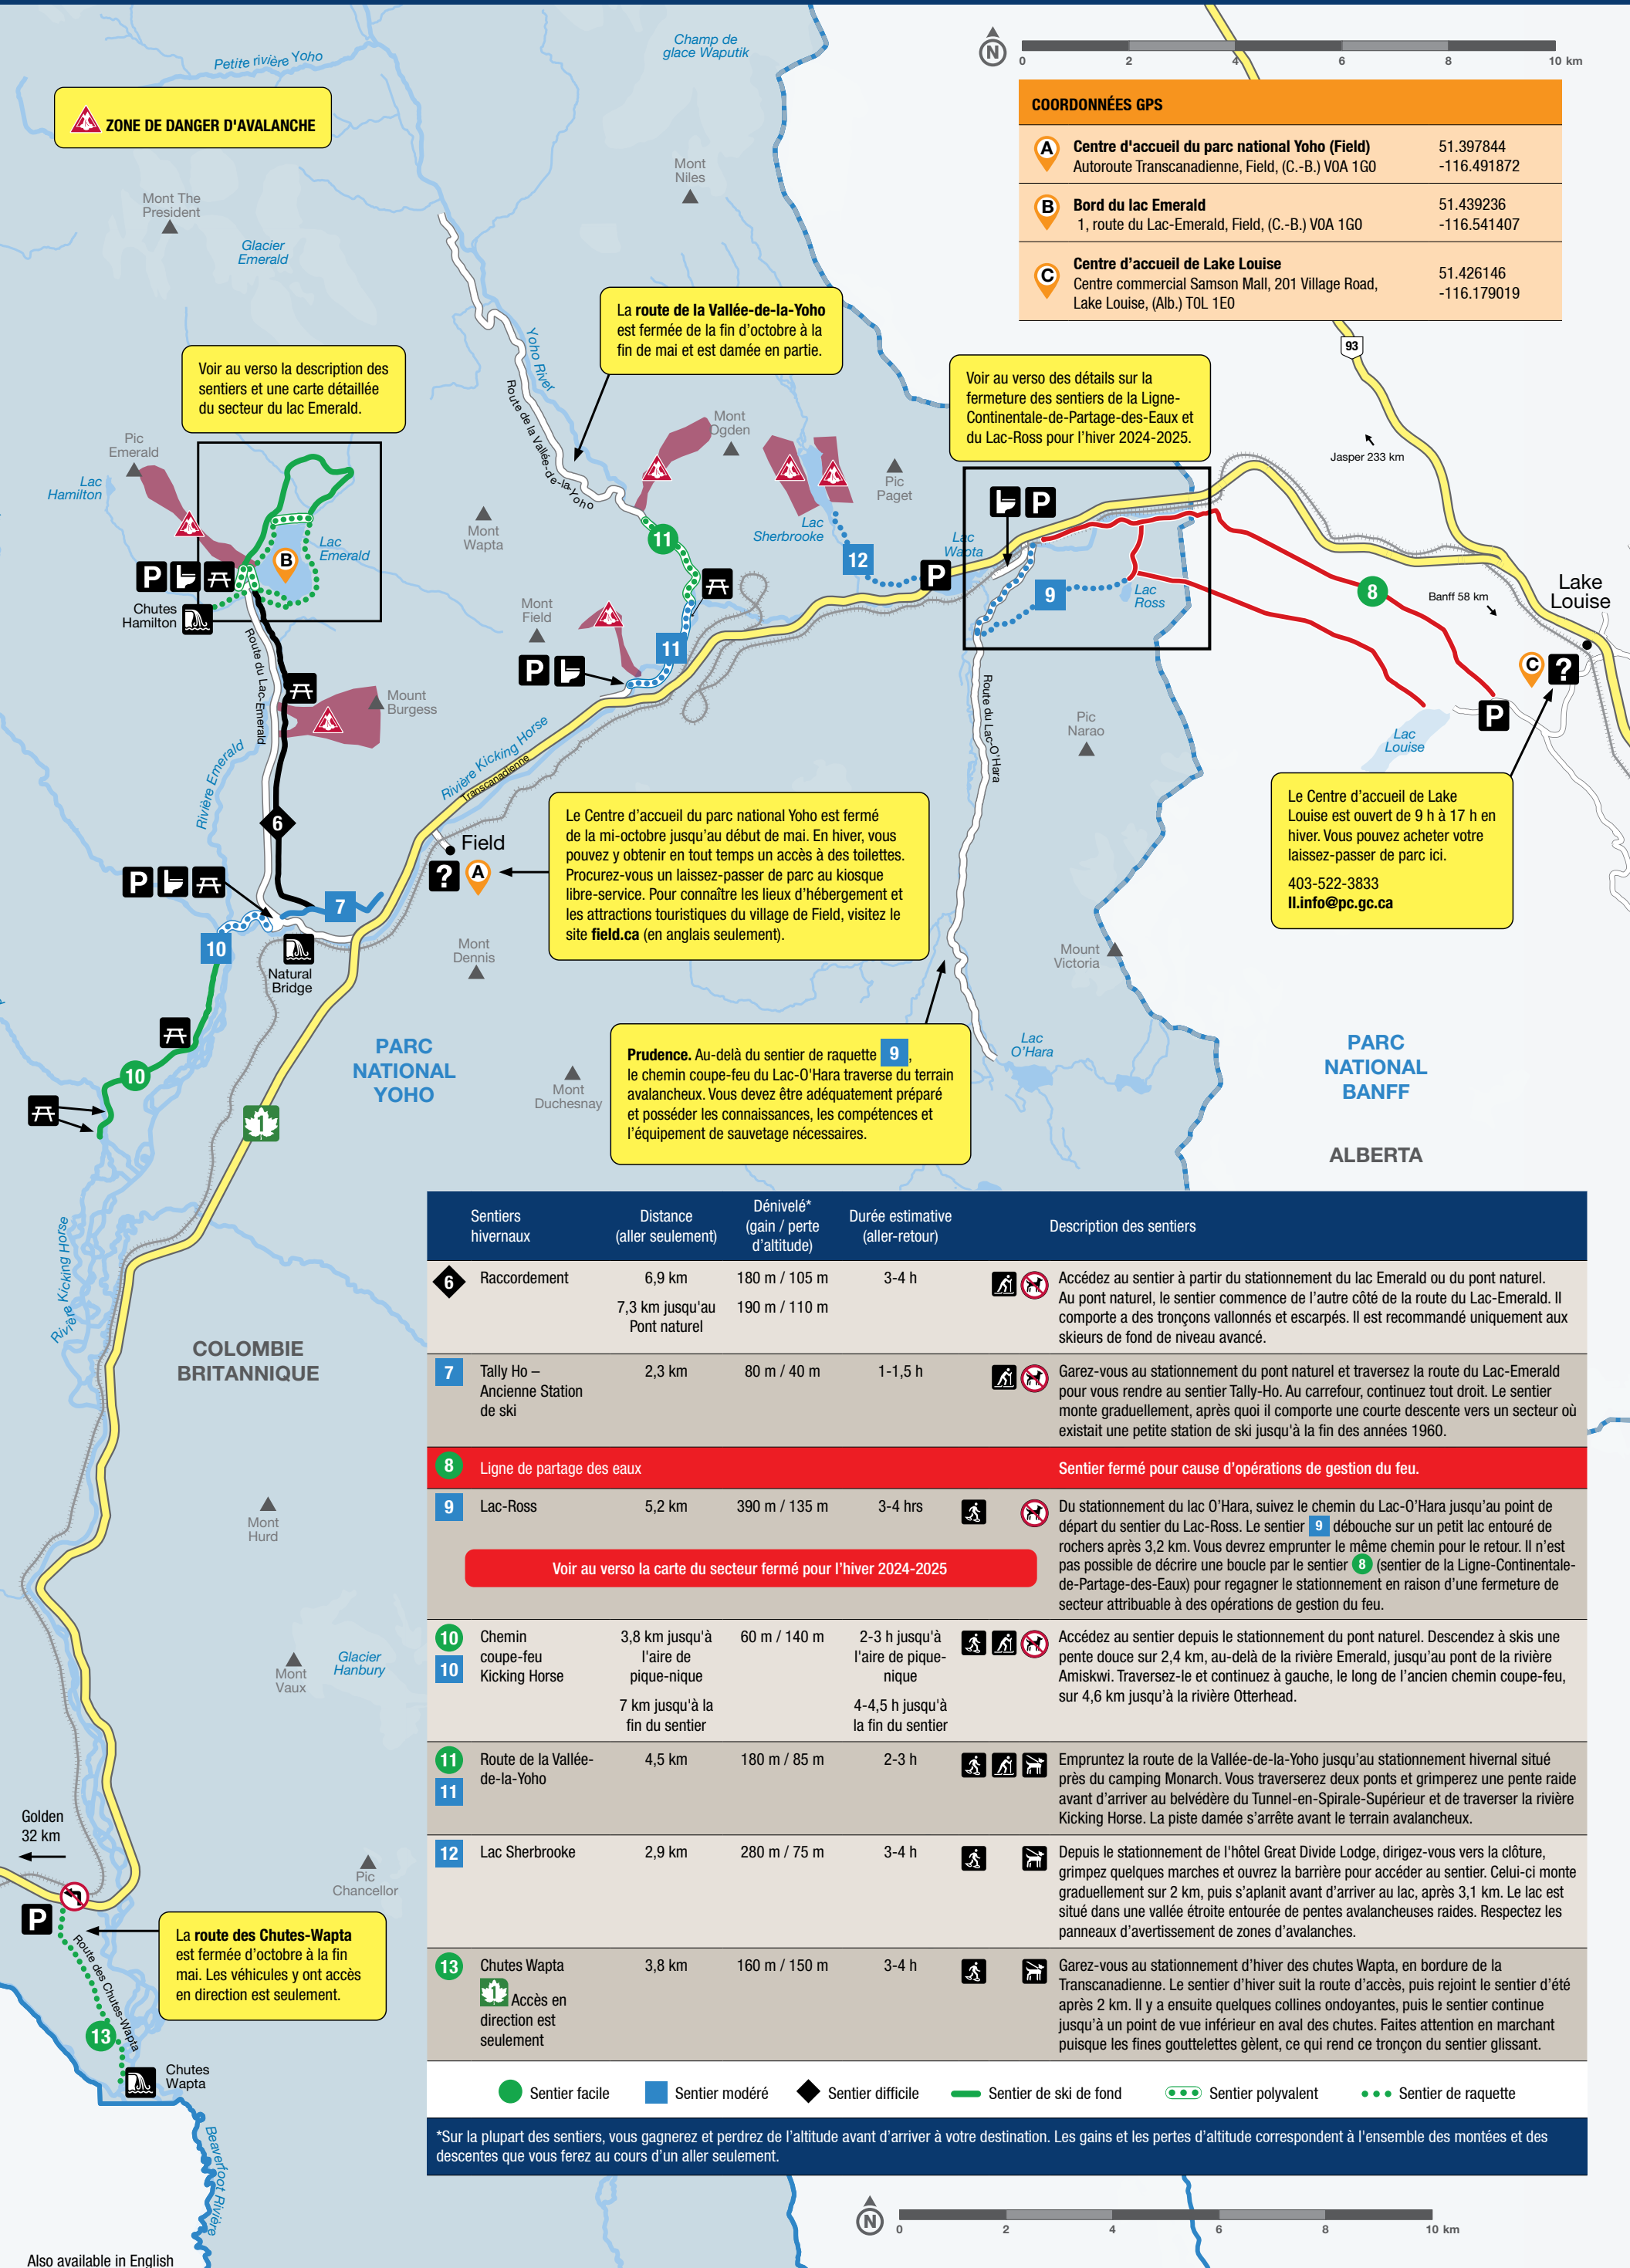 Champ de
glace Waputik
Petite rivière Yoho
N
0 2 4 6 8 10 km
ZONE DE DANGER D'AVALANCHE
COORDONNÉES GPS
A
Centre d'accueil du parc national Yoho (Field)
Autoroute Transcanadienne, Field, (C.-B.) V0A 1G0
51.397844
-116.491872
B
Bord du lac Emerald
1, route du Lac-Emerald, Field, (C.-B.) V0A 1G0
51.439236
-116.541407
C
Centre d'accueil de Lake Louise
Centre commercial Samson Mall, 201 Village Road,
Lake Louise, (Alb.) T0L 1E0
51.426146
-116.179019
Mont
Niles
Mont The
President
Glacier
Emerald
La route de la Vallée-de-la-Yoho
est fermée de la fin d'octobre à la
fin de mai et est damée en partie.
Yoho River
Route de la Vallée-de-la-Yoho
93
Voir au verso la description des
sentiers et une carte détaillée
du secteur du lac Emerald.
Voir au verso des détails sur la
fermeture des sentiers de la Ligne-
Continentale-de-Partage-des-Eaux et
du Lac-Ross pour l'hiver 2024-2025.
Jasper 233 km
Pic
Emerald
Lac
Hamilton
Mont
Ogden
Pic
Paget
Mont
Wapta
Lac
Sherbrooke
Lac
Emerald
B
11
12
P
Lac
Wapta
P
9
Lac
Ross
8
Banff 58 km
Lake
Louise
P
Chutes
Hamilton
Mont
Field
11
P
C
?
P
Lac
Louise
Route du Lac-Emerald
Mount
Burgess
Rivière Emerald
Rivière Kicking Horse
Transcanadienne
Route du Lac-O'Hara
Pic
Narao
6
Field
?
A
Le Centre d'accueil du parc national Yoho est fermé
de la mi-octobre jusqu'au début de mai. En hiver, vous
pouvez y obtenir en tout temps un accès à des toilettes.
Procurez-vous un laissez-passer de parc au kiosque
libre-service. Pour connaître les lieux d'hébergement et
les attractions touristiques du village de Field, visitez le
site field.ca (en anglais seulement).
Le Centre d'accueil de Lake
Louise est ouvert de 9 h à 17 h en
hiver. Vous pouvez acheter votre
laissez-passer de parc ici.
403-522-3833
ll.info@pc.gc.ca
P
7
10
Natural
Bridge
Mont
Dennis
Mount
Victoria
Prudence. Au-delà du sentier de raquette 9,
le chemin coupe-feu du Lac-O'Hara traverse du terrain
avalancheux. Vous devez être adéquatement préparé
et posséder les connaissances, les compétences et
l'équipement de sauvetage nécessaires.
Lac
O'Hara
PARC
NATIONAL
YOHO
PARC
NATIONAL
BANFF
ALBERTA
Mont
Duchesnay
10
1
Rivière Kicking Horse
COLOMBIE
BRITANNIQUE
Mont
Hurd
Mont
Vaux
Glacier
Hanbury
Golden
32 km
Pic
Chancellor
P
La route des Chutes-Wapta
est fermée d'octobre à la fin
mai. Les véhicules y ont accès
en direction est seulement.
Route des Chutes-Wapta
13
Chutes
Wapta
Beaverfoot Rivière
Also available in English
Sentiers
hivernaux
Distance
(aller seulement)
Dénivelé*
(gain / perte
d'altitude)
Durée estimative
(aller-retour)
Description des sentiers
6
Raccordement
6,9 km
7,3 km jusqu'au
Pont naturel
180 m / 105 m
190 m / 110 m
3-4 h
Accédez au sentier à partir du stationnement du lac Emerald ou du pont naturel.
Au pont naturel, le sentier commence de l'autre côté de la route du Lac-Emerald. Il
comporte a des tronçons vallonnés et escarpés. Il est recommandé uniquement aux
skieurs de fond de niveau avancé.
7
Tally Ho –
Ancienne Station
de ski
2,3 km
80 m / 40 m
1-1,5 h
Garez-vous au stationnement du pont naturel et traversez la route du Lac-Emerald
pour vous rendre au sentier Tally-Ho. Au carrefour, continuez tout droit. Le sentier
monte graduellement, après quoi il comporte une courte descente vers un secteur où
existait une petite station de ski jusqu'à la fin des années 1960.
8
Ligne de partage des eaux
Sentier fermé pour cause d'opérations de gestion du feu.
9
Lac-Ross
5,2 km
390 m / 135 m
3-4 hrs
Voir au verso la carte du secteur fermé pour l'hiver 2024-2025
Du stationnement du lac O'Hara, suivez le chemin du Lac-O'Hara jusqu'au point de
départ du sentier du Lac-Ross. Le sentier 9 débouche sur un petit lac entouré de
rochers après 3,2 km. Vous devrez emprunter le même chemin pour le retour. Il n'est
pas possible de décrire une boucle par le sentier 8 (sentier de la Ligne-Continentale-
de-Partage-des-Eaux) pour regagner le stationnement en raison d'une fermeture de
secteur attribuable à des opérations de gestion du feu.
10
10
Chemin
coupe-feu
Kicking Horse
3,8 km jusqu'à
l'aire de
pique-nique
7 km jusqu'à la
fin du sentier
60 m / 140 m
2-3 h jusqu'à
l'aire de pique-
nique
4-4,5 h jusqu'à
la fin du sentier
Accédez au sentier depuis le stationnement du pont naturel. Descendez à skis une
pente douce sur 2,4 km, au-delà de la rivière Emerald, jusqu'au pont de la rivière
Amiskwi. Traversez-le et continuez à gauche, le long de l'ancien chemin coupe-feu,
sur 4,6 km jusqu'à la rivière Otterhead.
11
11
Route de la Vallée-
de-la-Yoho
4,5 km
180 m / 85 m
2-3 h
Empruntez la route de la Vallée-de-la-Yoho jusqu'au stationnement hivernal situé
près du camping Monarch. Vous traverserez deux ponts et grimperez une pente raide
avant d'arriver au belvédère du Tunnel-en-Spirale-Supérieur et de traverser la rivière
Kicking Horse. La piste damée s'arrête avant le terrain avalancheux.
12
Lac Sherbrooke
2,9 km
280 m / 75 m
3-4 h
Depuis le stationnement de l'hôtel Great Divide Lodge, dirigez-vous vers la clôture,
grimpez quelques marches et ouvrez la barrière pour accéder au sentier. Celui-ci monte
graduellement sur 2 km, puis s'aplanit avant d'arriver au lac, après 3,1 km. Le lac est
situé dans une vallée étroite entourée de pentes avalancheuses raides. Respectez les
panneaux d'avertissement de zones d'avalanches.
13
Chutes Wapta
1 Accès en
direction est
seulement
3,8 km
160 m / 150 m
3-4 h
Garez-vous au stationnement d'hiver des chutes Wapta, en bordure de la
Transcanadienne. Le sentier d'hiver suit la route d'accès, puis rejoint le sentier d'été
après 2 km. Il y a ensuite quelques collines ondoyantes, puis le sentier continue
jusqu'à un point de vue inférieur en aval des chutes. Faites attention en marchant
puisque les fines gouttelettes gèlent, ce qui rend ce tronçon du sentier glissant.
Sentier facile
Sentier modéré
Sentier difficile
Sentier de ski de fond
Sentier polyvalent
Sentier de raquette
*Sur la plupart des sentiers, vous gagnerez et perdrez de l'altitude avant d'arriver à votre destination. Les gains et les pertes d'altitude correspondent à l'ensemble des montées et des
descentes que vous ferez au cours d'un aller seulement.
N
0 2 4 6 8 10 km